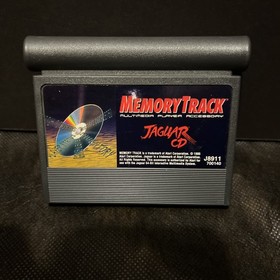 MEMORYTRACK
MULTIMEDIA PLAYER ACCESSORY
JAGUAR
CD
MEMORY TRACK is a trademark of Atari Corporation. © 1995
Atari Corporation. Jaguar is a trademark of Atari Corporation.
All Rights Reserved. This accessory is authorized by Atari for
use with the Jaguar 64-Bit Interactive Multimedia System.
J8911
700140